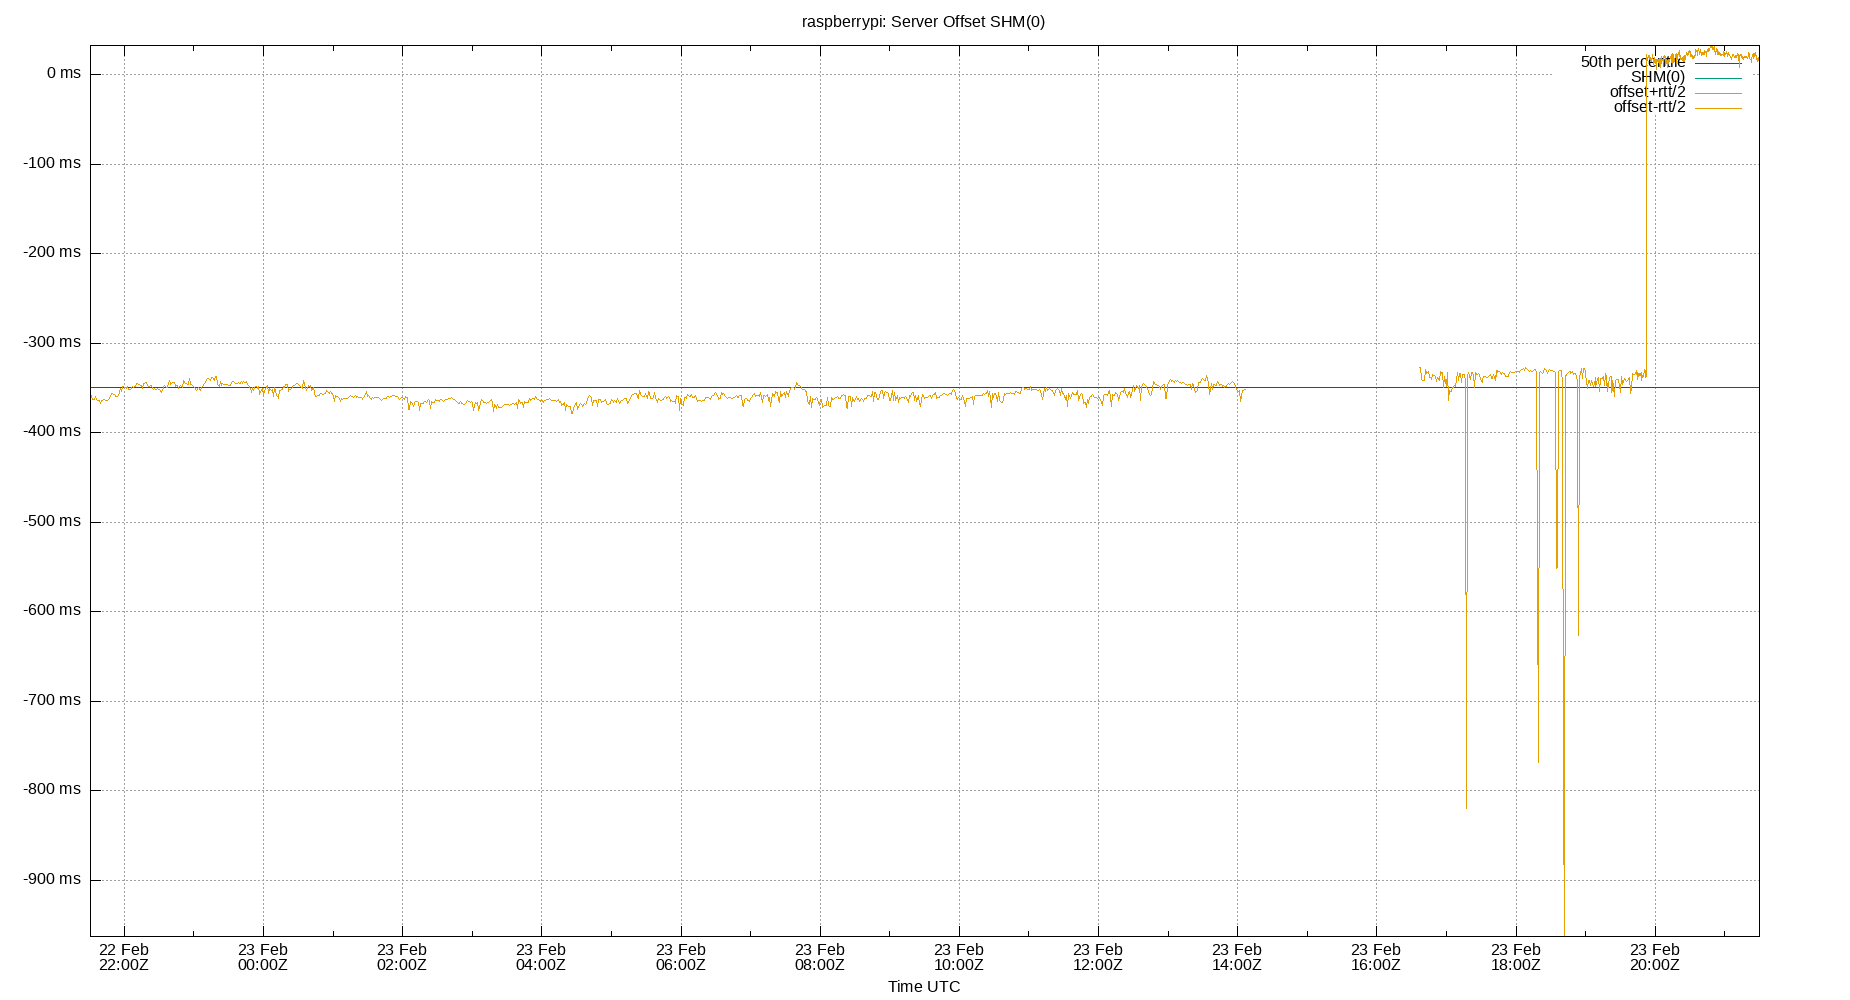 raspberrypi: Server Offset SHM(0)
0 ms
-100 ms
-200 ms
-300 ms
-400 ms
-500 ms
-600 ms
-700 ms
-800 ms
-900 ms
50th percentile
SHM(0)
offset+rtt/2
offset-rtt/2
22 Feb 23 Feb 23 Feb 23 Feb 23 Feb 23 Feb 23 Feb 23 Feb 23 Feb 23 Feb 23 Feb 23 Feb
22:00Z 00:00Z 02:00Z 04:00Z 06:00Z 08:00Z 10:00Z 12:00Z 14:00Z 16:00Z 18:00Z 20:00Z
Time UTC